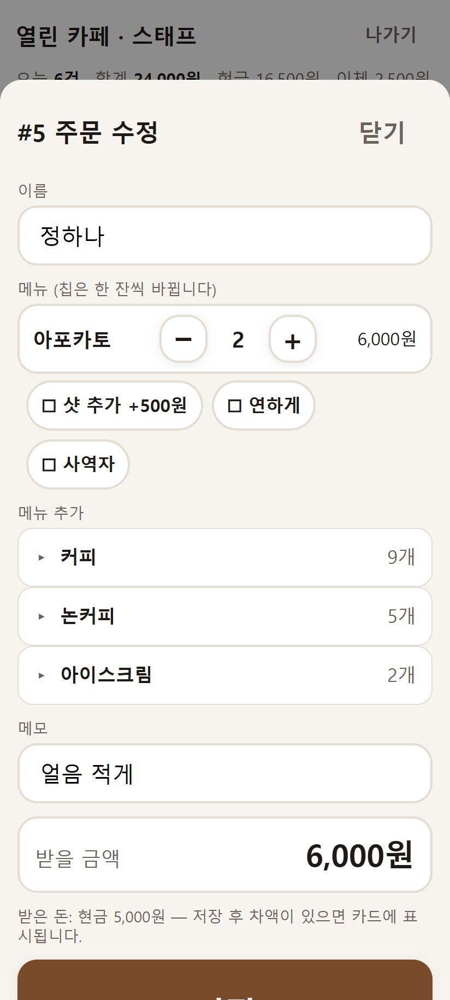 열린 카페 · 스태프
나가기
오늘 6건 합계 24,000원 현금 16,500원 이체 2,500원
#5 주문 수정
닫기
이름
정하나
메뉴 (칩은 한 잔씩 바뀝니다)
아포카토
−
2
+
6,000원
☐ 샷 추가 +500원
☐ 연하게
☐ 사역자
메뉴 추가
▸ 커피
9개
▸ 논커피
5개
▸ 아이스크림
2개
메모
얼음 적게
받을 금액
6,000원
받은 돈: 현금 5,000원 — 저장 후 차액이 있으면 카드에 표
시됩니다.